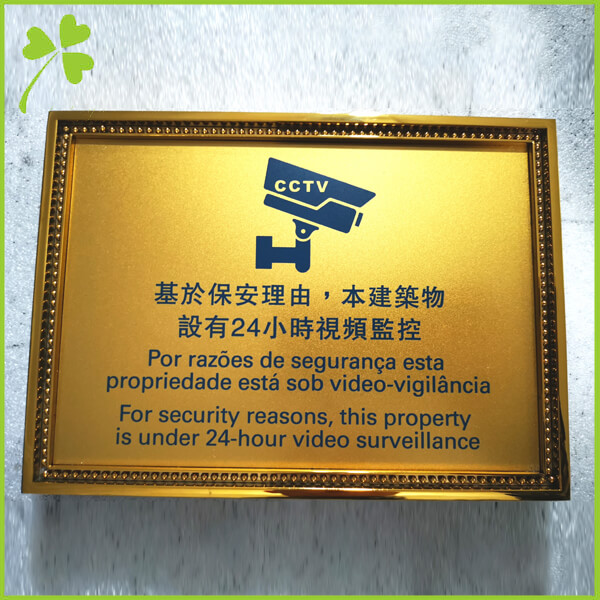 CCTV
基於保安理由，本建築物
設有24小時視頻監控
Por razões de segurança esta
propriedade está sob video-vigilância
For security reasons, this property
is under 24-hour video surveillance